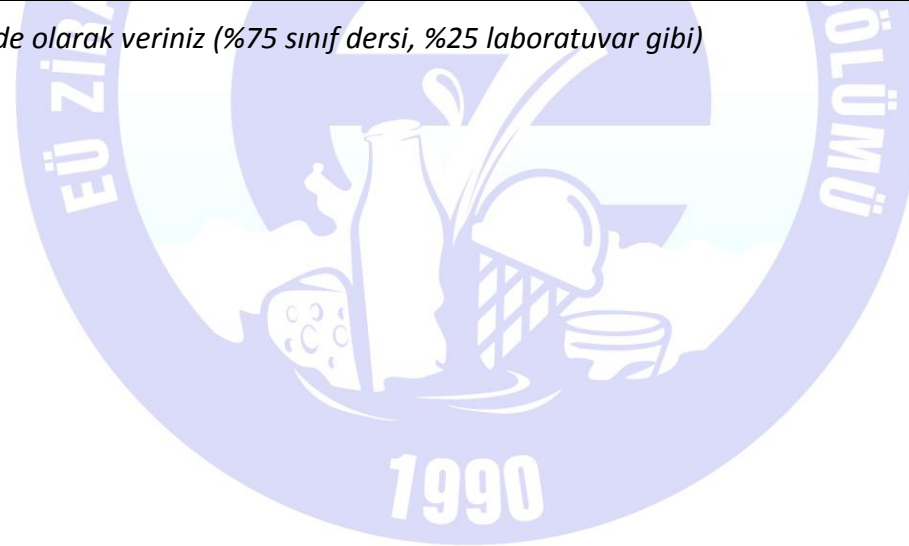 de olarak veriniz (%75 sınıf dersi, %25 laboratuvar gibi)
EÜ
ÖLÜMÜ
1990